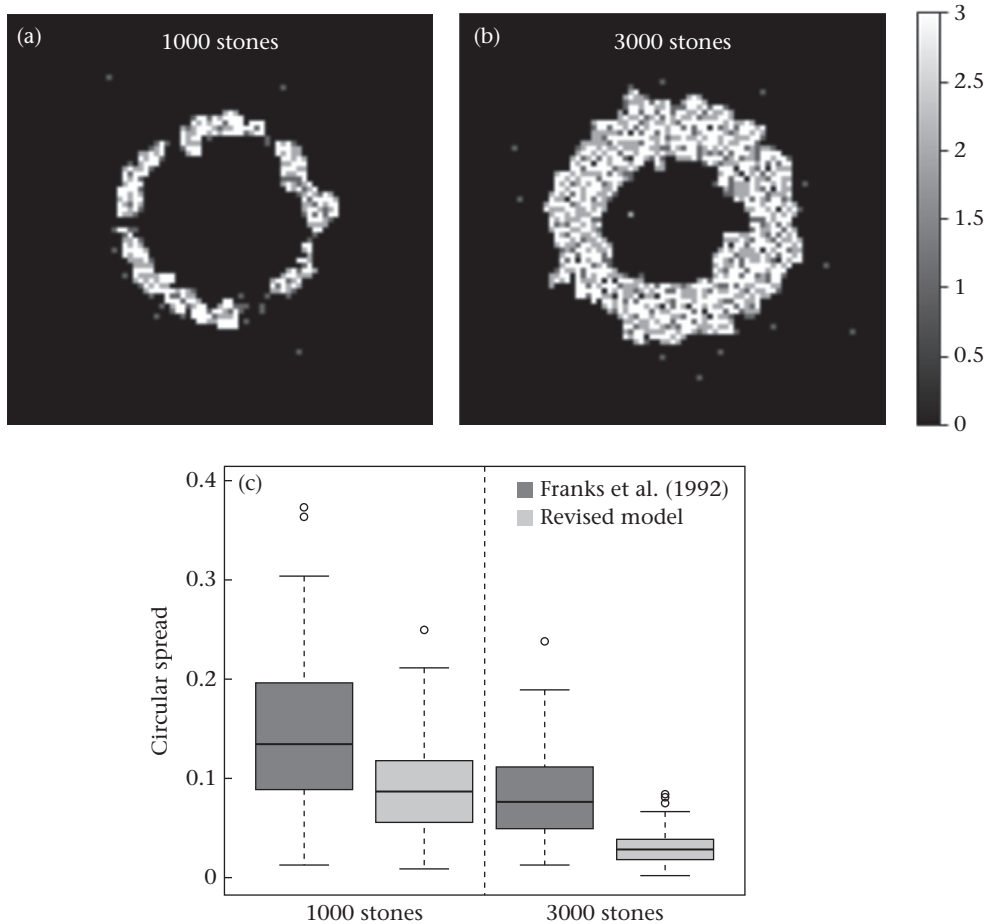 (a)
1000 stones
(b)
3000 stones
3
2.5
2
1.5
1
0.5
0
(c)
Franks et al. (1992)
Revised model
0.4
0.3
0.2
0.1
0
Circular spread
1000 stones
3000 stones